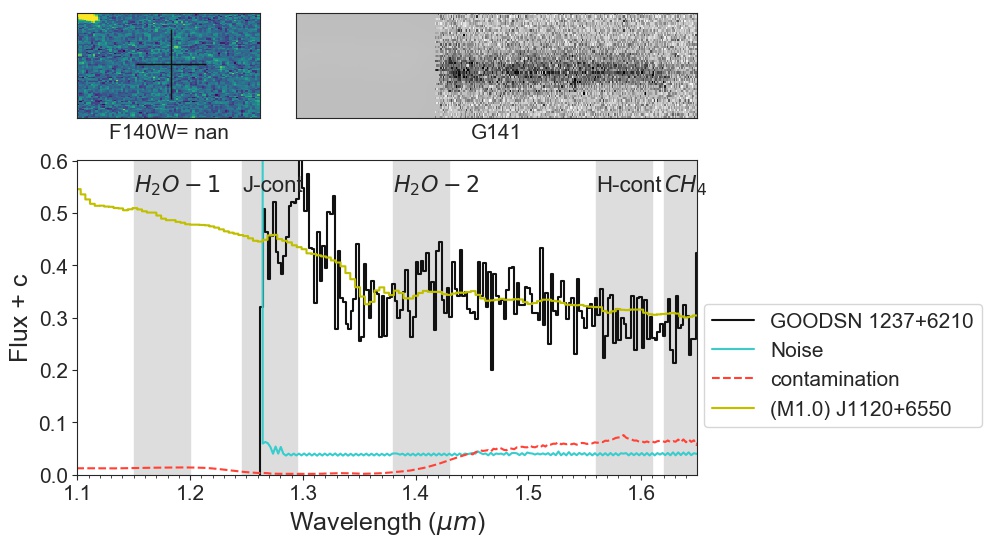 F140W= nan
G141
0.6
0.5
0.4
0.3
0.2
0.1
0.0
Flux + c
H₂O − 1
J-cont
H₂O − 2
H-cont
CH₄
1.1
1.2
1.3
1.4
1.5
1.6
Wavelength (μm)
GOODSN 1237+6210
Noise
contamination
(M1.0) J1120+6550